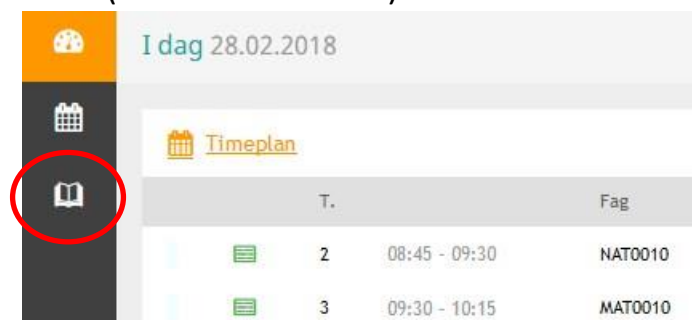 I dag 28.02.2018
Timeplan
T. Fag
2 08:45 - 09:30 NAT0010
3 09:30 - 10:15 MAT0010